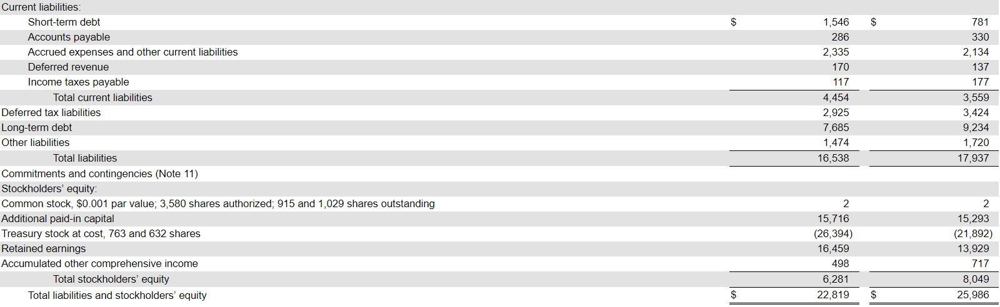 Current liabilities:
Short-term debt $ 1,546 $ 781
Accounts payable 286 330
Accrued expenses and other current liabilities 2,335 2,134
Deferred revenue 170 137
Income taxes payable 117 177
Total current liabilities 4,454 3,559
Deferred tax liabilities 2,925 3,424
Long-term debt 7,685 9,234
Other liabilities 1,474 1,720
Total liabilities 16,538 17,937
Commitments and contingencies (Note 11)
Stockholders’ equity:
Common stock, $0.001 par value; 3,580 shares authorized; 915 and 1,029 shares outstanding 2 2
Additional paid-in capital 15,716 15,293
Treasury stock at cost, 763 and 632 shares (26,394) (21,892)
Retained earnings 16,459 13,929
Accumulated other comprehensive income 498 717
Total stockholders’ equity 6,281 8,049
Total liabilities and stockholders’ equity $ 22,819 $ 25,986